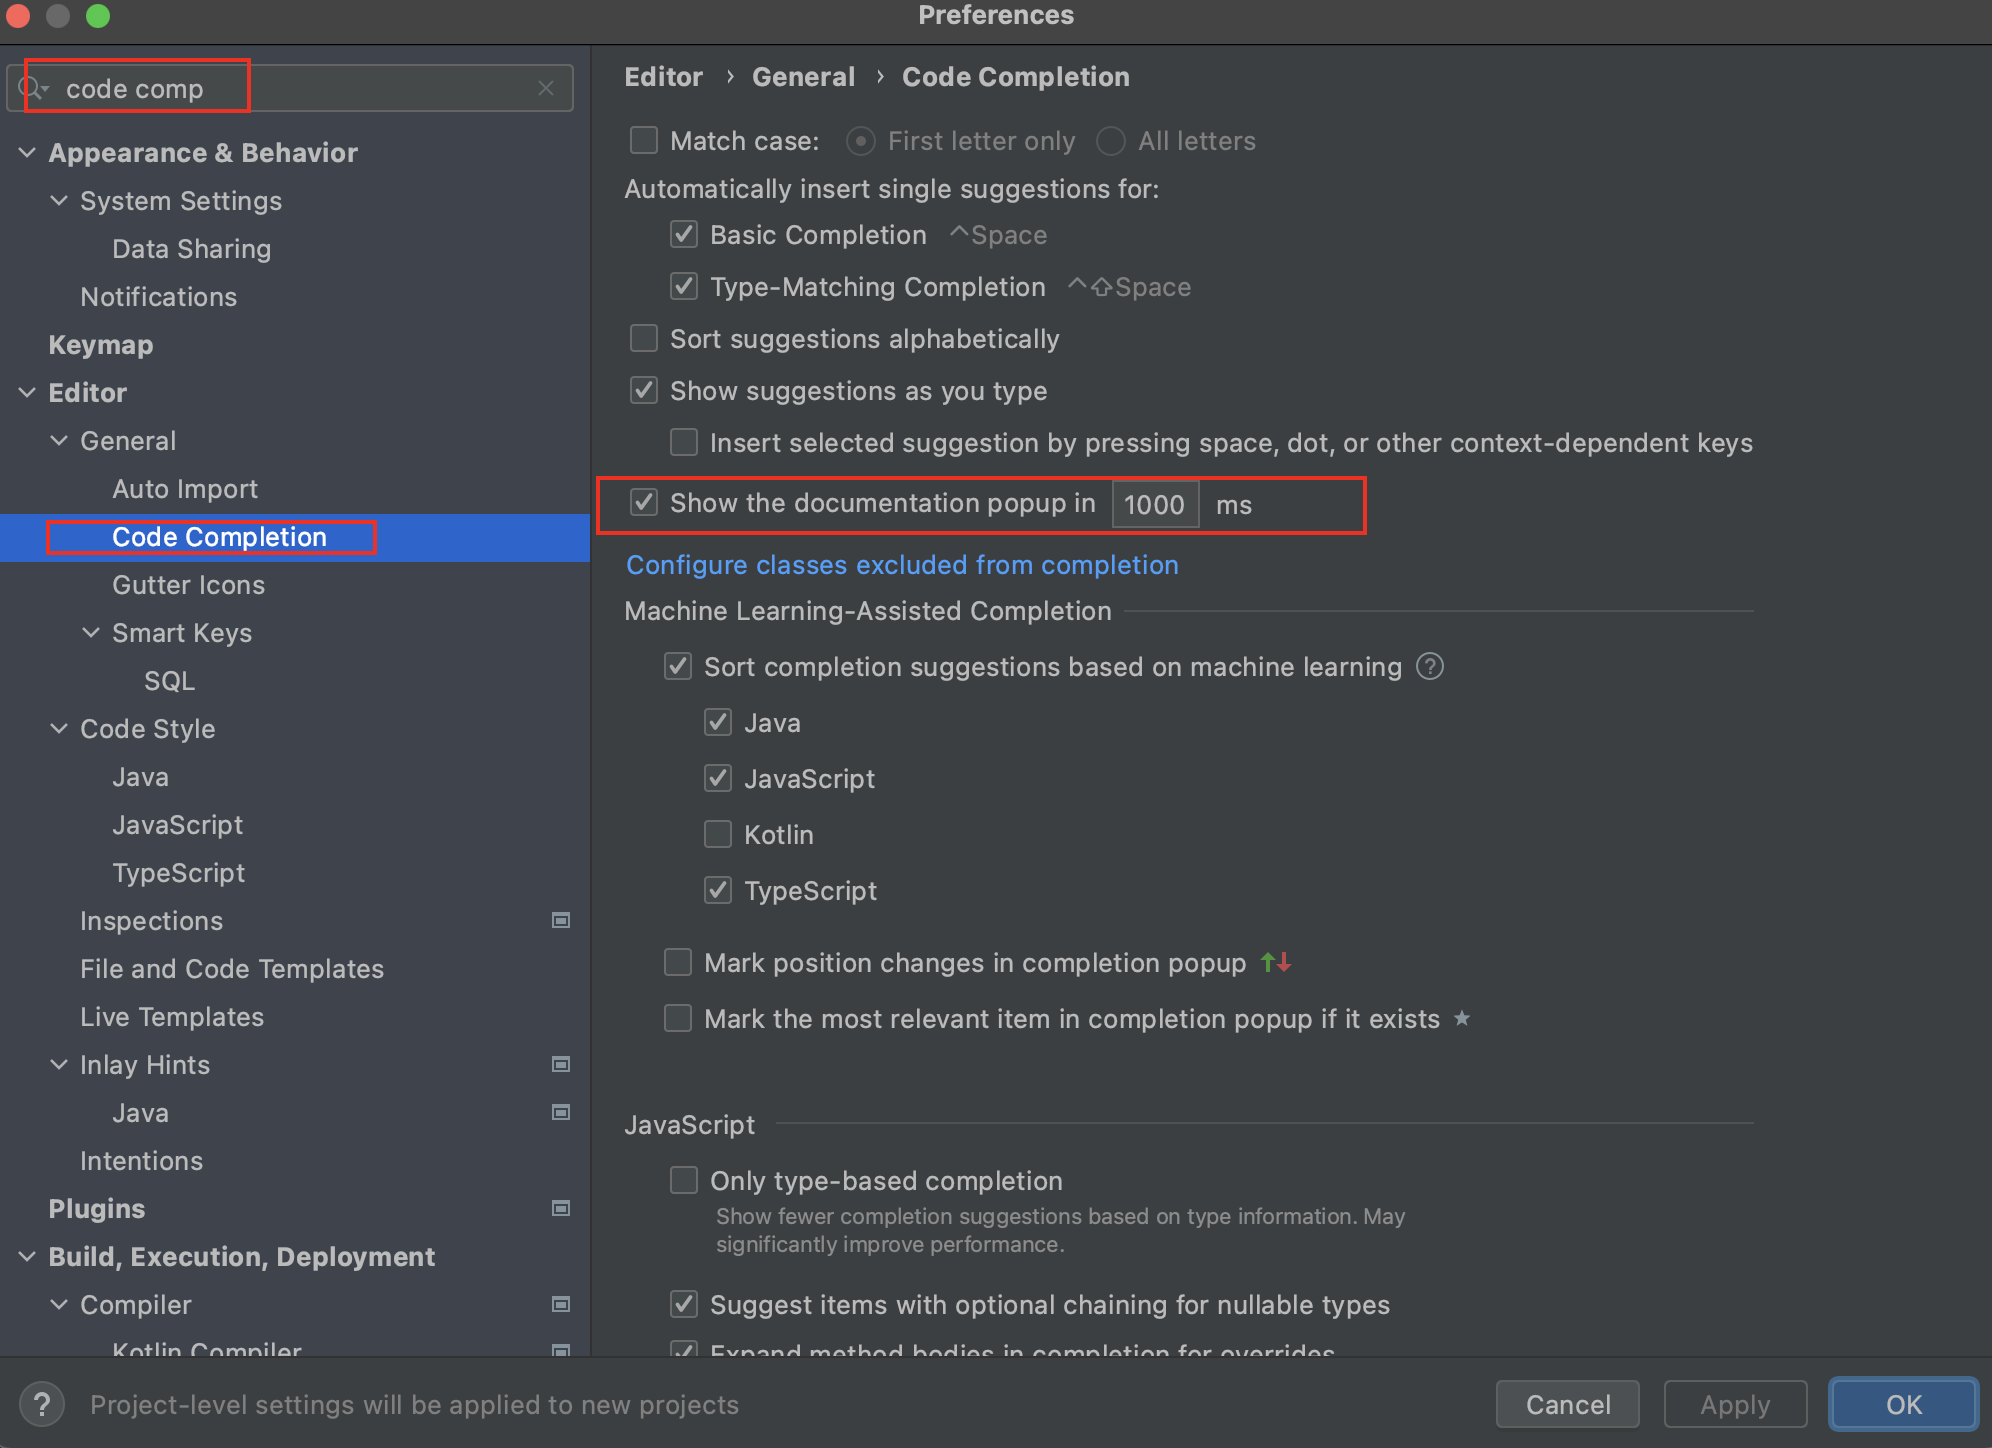 Preferences
code comp
Appearance & Behavior
System Settings
Data Sharing
Notifications
Keymap
Editor
General
Auto Import
Code Completion
Gutter Icons
Smart Keys
SQL
Code Style
Java
JavaScript
TypeScript
Inspections
File and Code Templates
Live Templates
Inlay Hints
Java
Intentions
Plugins
Build, Execution, Deployment
Compiler
Kotlin Compiler
Editor › General › Code Completion
Match case: First letter only All letters
Automatically insert single suggestions for:
Basic Completion ^Space
Type-Matching Completion ^⇧Space
Sort suggestions alphabetically
Show suggestions as you type
Insert selected suggestion by pressing space, dot, or other context-dependent keys
Show the documentation popup in 1000 ms
Configure classes excluded from completion
Machine Learning-Assisted Completion
Sort completion suggestions based on machine learning ?
Java
JavaScript
Kotlin
TypeScript
Mark position changes in completion popup
Mark the most relevant item in completion popup if it exists
JavaScript
Only type-based completion
Show fewer completion suggestions based on type information. May
significantly improve performance.
Suggest items with optional chaining for nullable types
Expand method bodies in completion for overrides
? Project-level settings will be applied to new projects
Cancel Apply OK